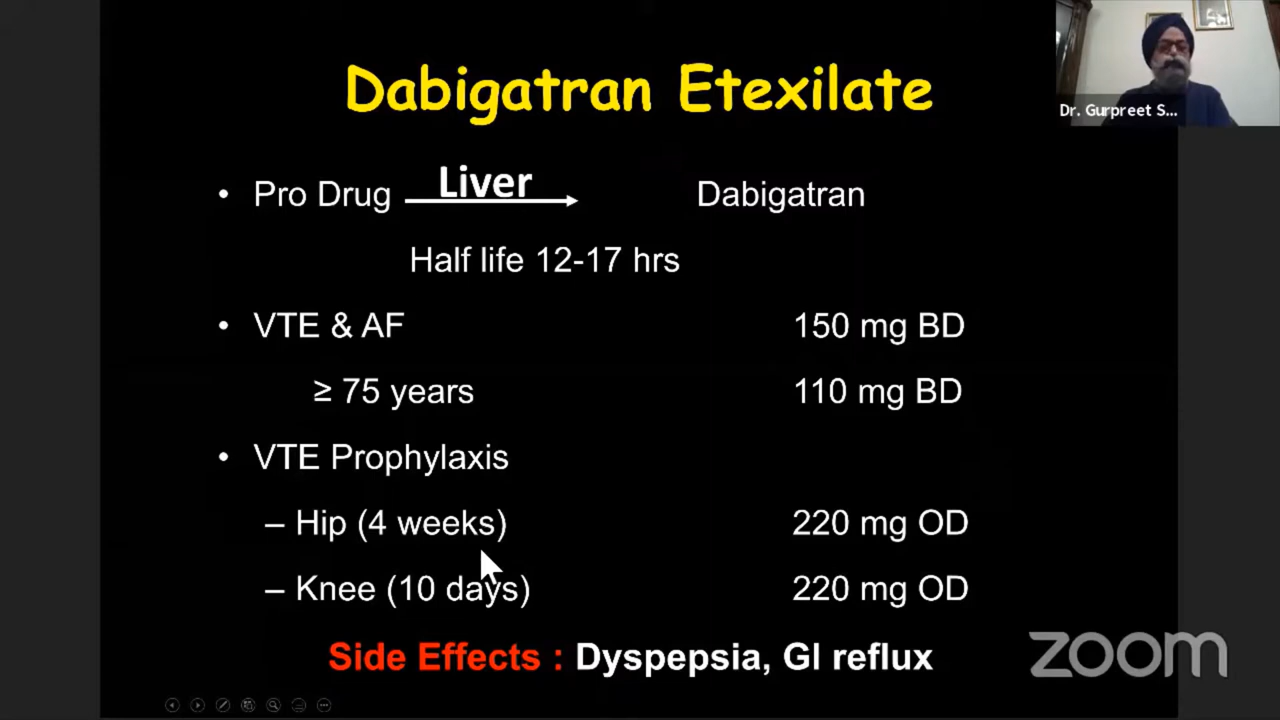 Dabigatran Etexilate
Dr. Gurpreet S...
• Pro Drug Liver Dabigatran
Half life 12-17 hrs
• VTE & AF 150 mg BD
≥ 75 years 110 mg BD
• VTE Prophylaxis
– Hip (4 weeks) 220 mg OD
– Knee (10 days) 220 mg OD
Side Effects : Dyspepsia, GI reflux
zoom